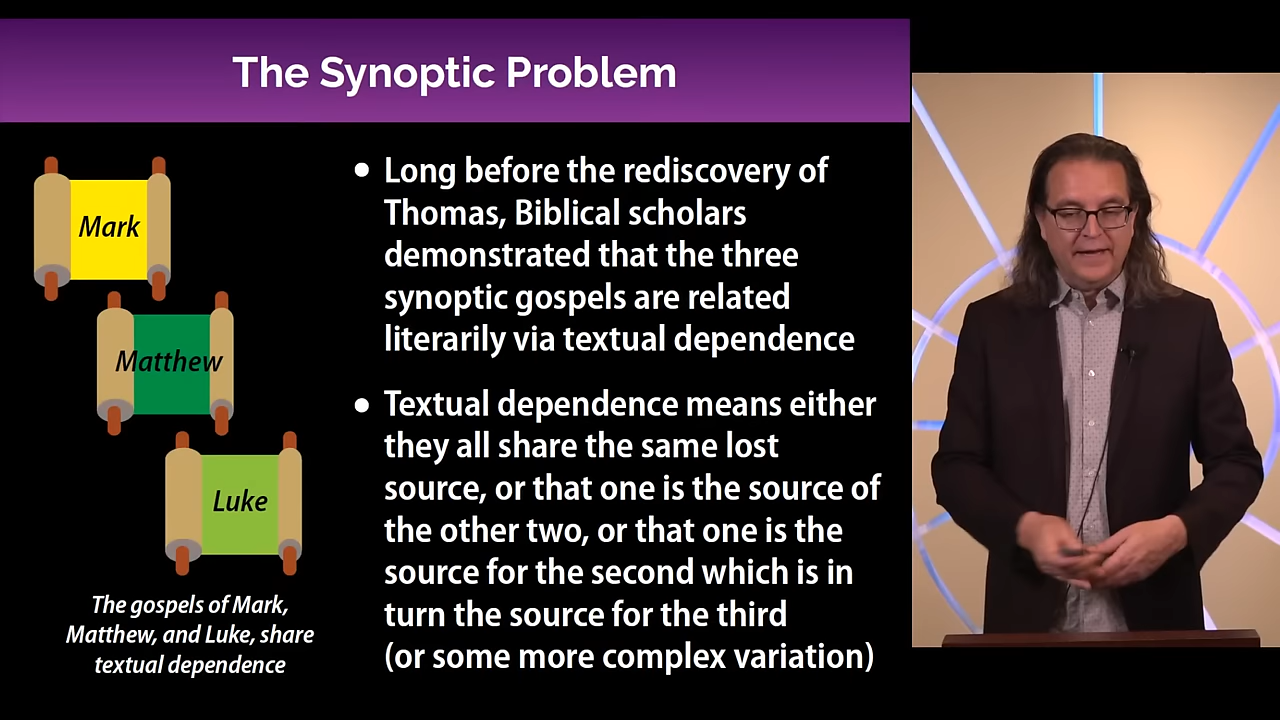 The Synoptic Problem
Mark
Matthew
Luke
The gospels of Mark,
Matthew, and Luke, share
textual dependence
• Long before the rediscovery of
Thomas, Biblical scholars
demonstrated that the three
synoptic gospels are related
literarily via textual dependence
• Textual dependence means either
they all share the same lost
source, or that one is the source of
the other two, or that one is the
source for the second which is in
turn the source for the third
(or some more complex variation)